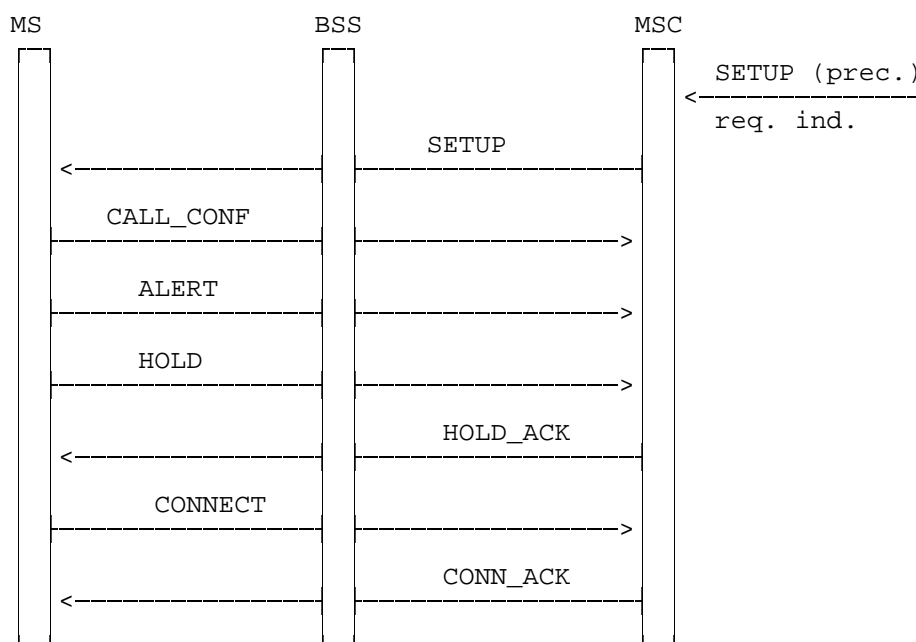 MS BSS MSC
SETUP (prec.)
req. ind.
SETUP
CALL_CONF
ALERT
HOLD
HOLD_ACK
CONNECT
CONN_ACK